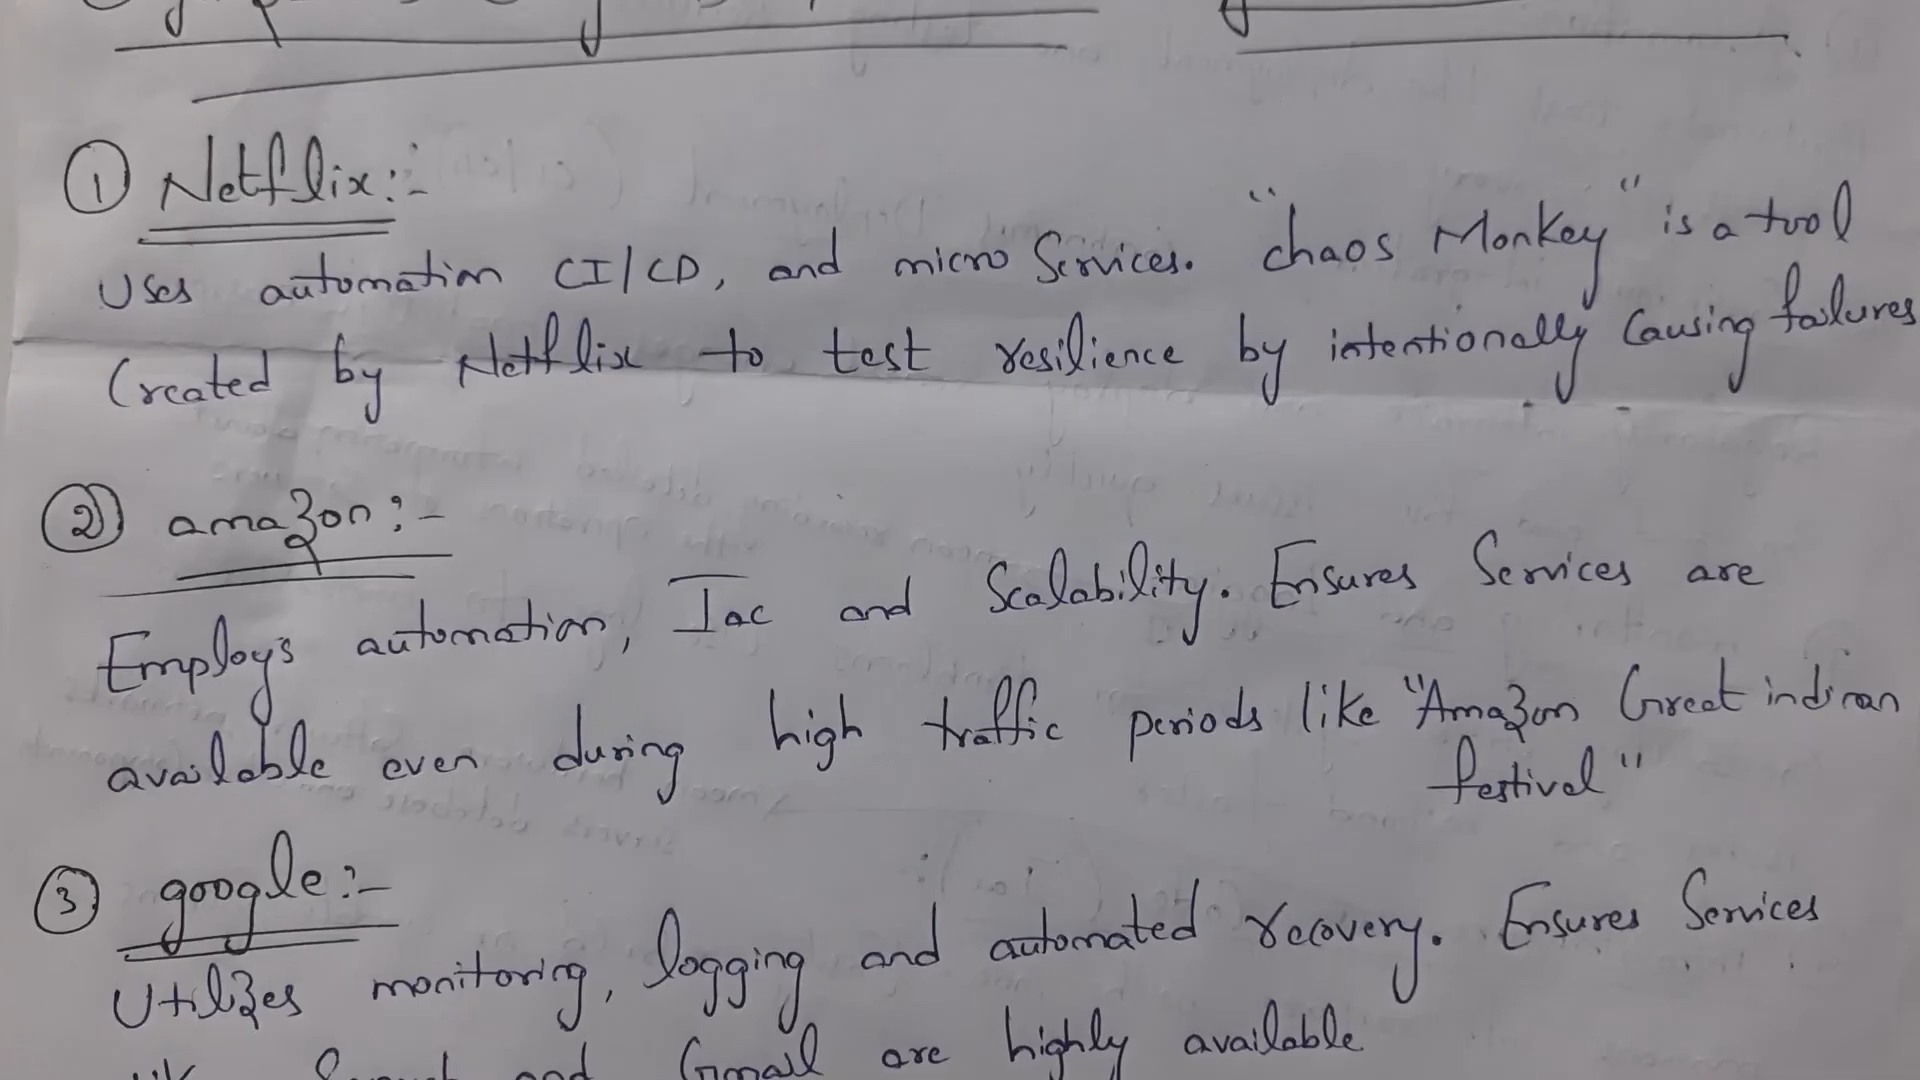 ① Netflix:-
Uses automation CI/CD, and micro Services. "chaos Monkey" is a tool
Created by Netflix to test resilience by intentionally Causing failures
② amazon:-
Employs automation, Iac and Scalability. Ensures Services are
available even during high traffic periods like "Amazon Great indian
festival"
③ google:-
Utilizes monitoring, logging and automated recovery. Ensures Services
and Gmail are highly available